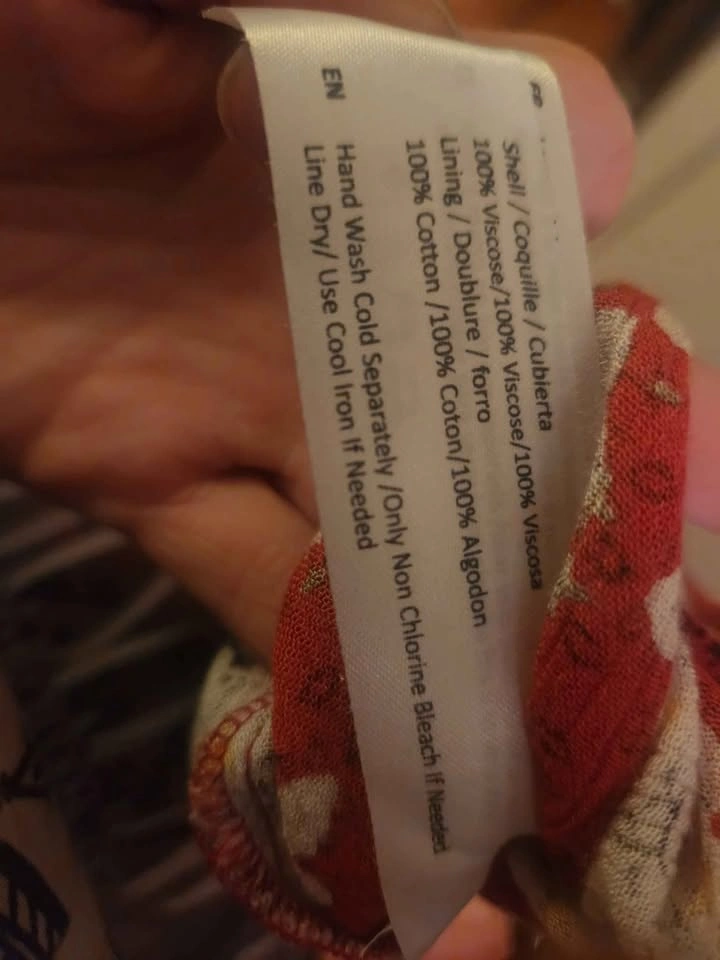 Shell / Coquille / Cubierta
100% Viscose/100% Viscose/100% Viscosa
Lining / Doublure / forro
100% Cotton /100% Coton/100% Algodon
EN
Hand Wash Cold Separately /Only Non Chlorine Bleach If Needed
Line Dry/ Use Cool Iron If Needed